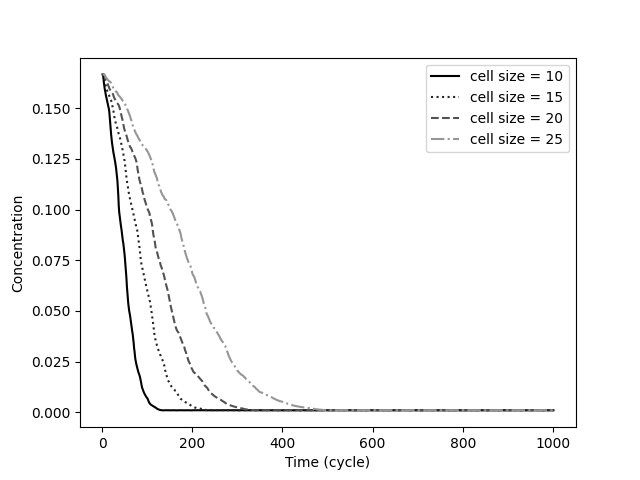 cell size = 10
cell size = 15
cell size = 20
cell size = 25
Concentration
0.150
0.125
0.100
0.075
0.050
0.025
0.000
0 200 400 600 800 1000
Time (cycle)